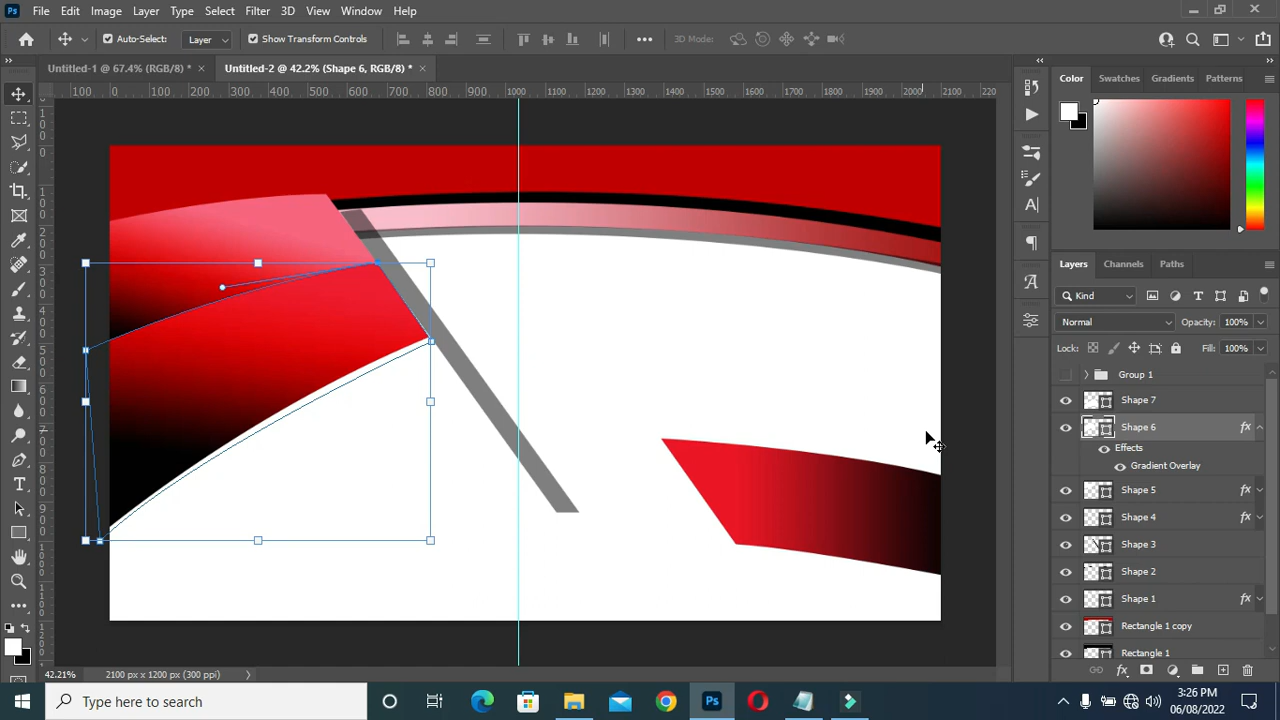 Ps File Edit Image Layer Type Select Filter 3D View Window Help
Auto-Select: Layer Show Transform Controls 3D Mode:
Untitled-1 @ 67.4% (RGB/8) * × Untitled-2 @ 42.2% (Shape 6, RGB/8) * ×
100 0 100 200 300 400 500 600 700 800 900 1000 1100 1200 1300 1400 1500 1600 1700 1800 1900 2000 2100 220
Color Swatches Gradients Patterns
Layers Channels Paths
Kind
Normal Opacity: 100%
Lock: Fill: 100%
Group 1
Shape 7
Shape 6 fx
Effects
Gradient Overlay
Shape 5 fx
Shape 4 fx
Shape 3
Shape 2
Shape 1 fx
Rectangle 1 copy
Rectangle 1
42.21% 2100 px x 1200 px (300 ppi)
Type here to search
3:26 PM
06/08/2022